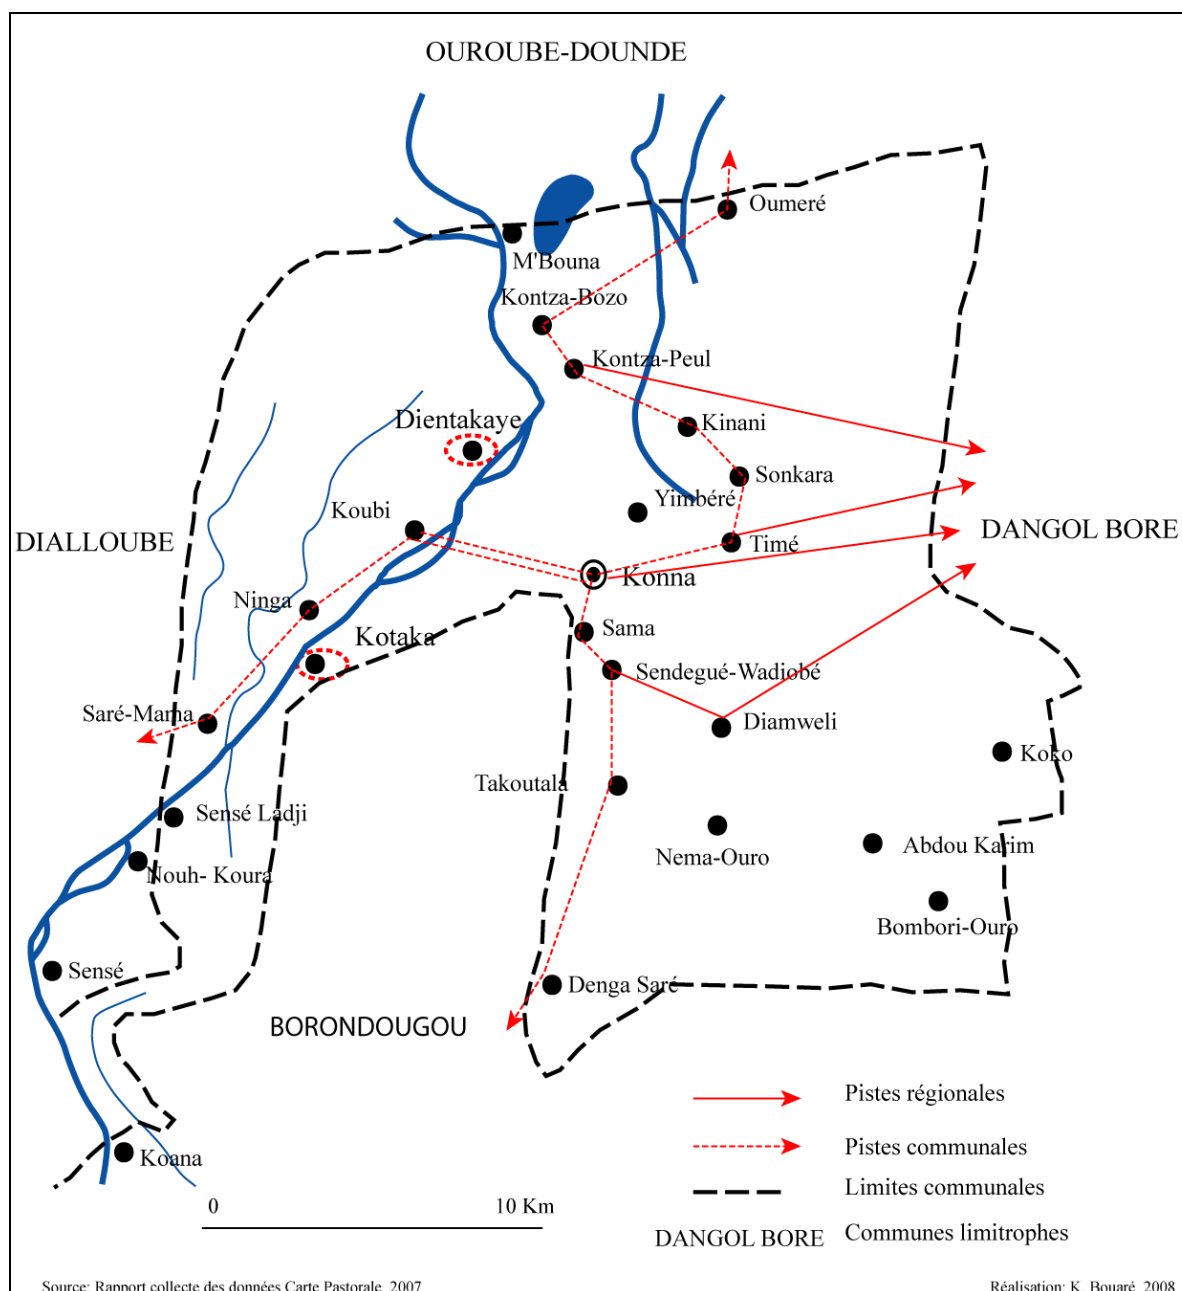 OUROUBE-DOUNDE
Oumeré
M'Bouna
Kontza-Bozo
Kontza-Peul
Dientakaye
Kinani
Sonkara
Yimbéré
Koubi
DIALLOUBE
DANGOL BORE
Timé
Konna
Ninga
Sama
Kotaka
Sendegué-Wadiobé
Saré-Mama
Diamweli
Koko
Takoutala
Sensé Ladji
Abdou Karim
Nema-Ouro
Nouh- Koura
Bombori-Ouro
Sensé
Denga Saré
BORONDOUGOU
Pistes régionales
Pistes communales
Koana
Limites communales
0 10 Km
DANGOL BORE Communes limitrophes
Source: Rapport collecte des données Carte Pastorale, 2007
Réalisation: K. Bouaré, 2008